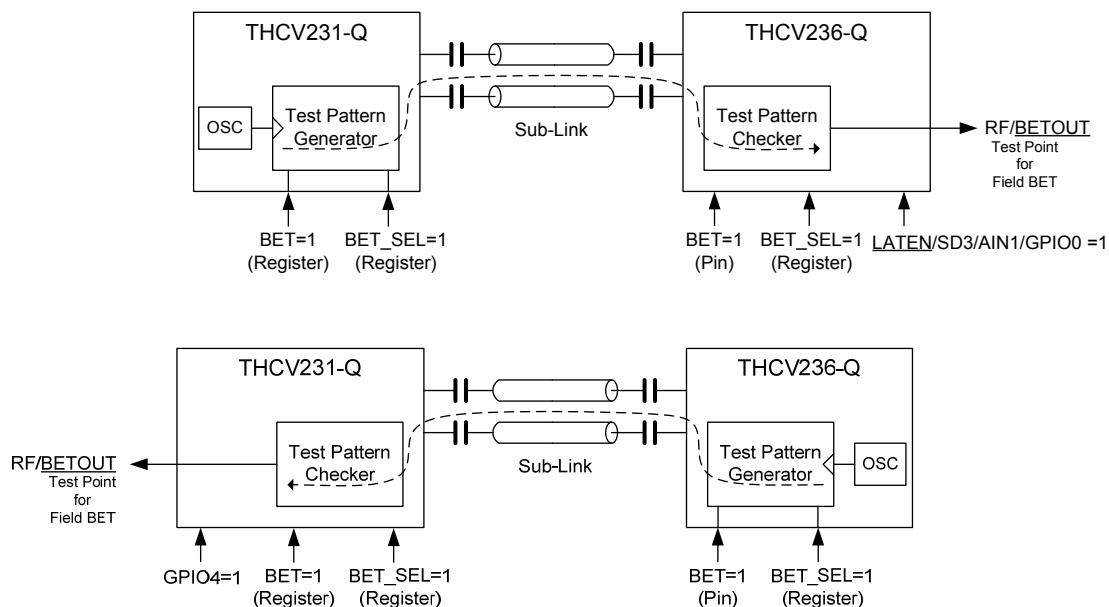 THCV231-Q
THCV236-Q
OSC
Test Pattern
Generator
Sub-Link
Test Pattern
Checker
RF/BETOUT
Test Point
for
Field BET
BET=1
(Register)
BET_SEL=1
(Register)
BET=1
(Pin)
BET_SEL=1
(Register)
LATEN/SD3/AIN1/GPIO0 =1
THCV231-Q
THCV236-Q
RF/BETOUT
Test Point
for
Field BET
Test Pattern
Checker
Sub-Link
Test Pattern
Generator
OSC
GPIO4=1
BET=1
(Register)
BET_SEL=1
(Register)
BET=1
(Pin)
BET_SEL=1
(Register)